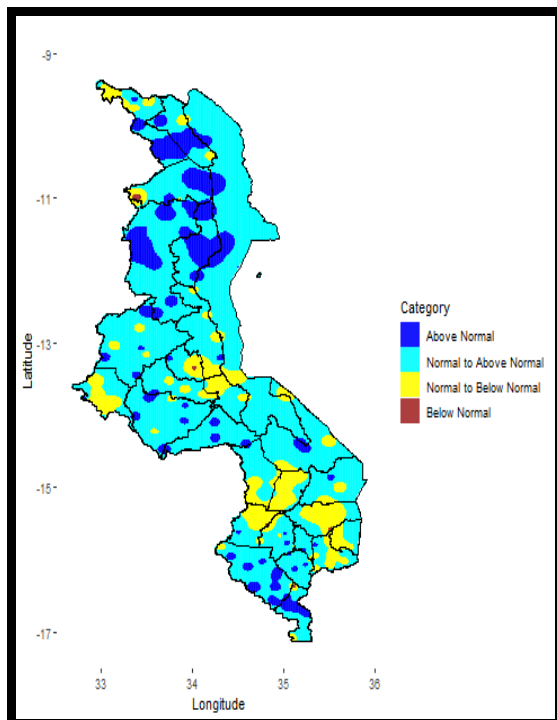 -9
-11
-13
-15
-17
Latitude
33
34
35
36
Longitude
Category
Above Normal
Normal to Above Normal
Normal to Below Normal
Below Normal